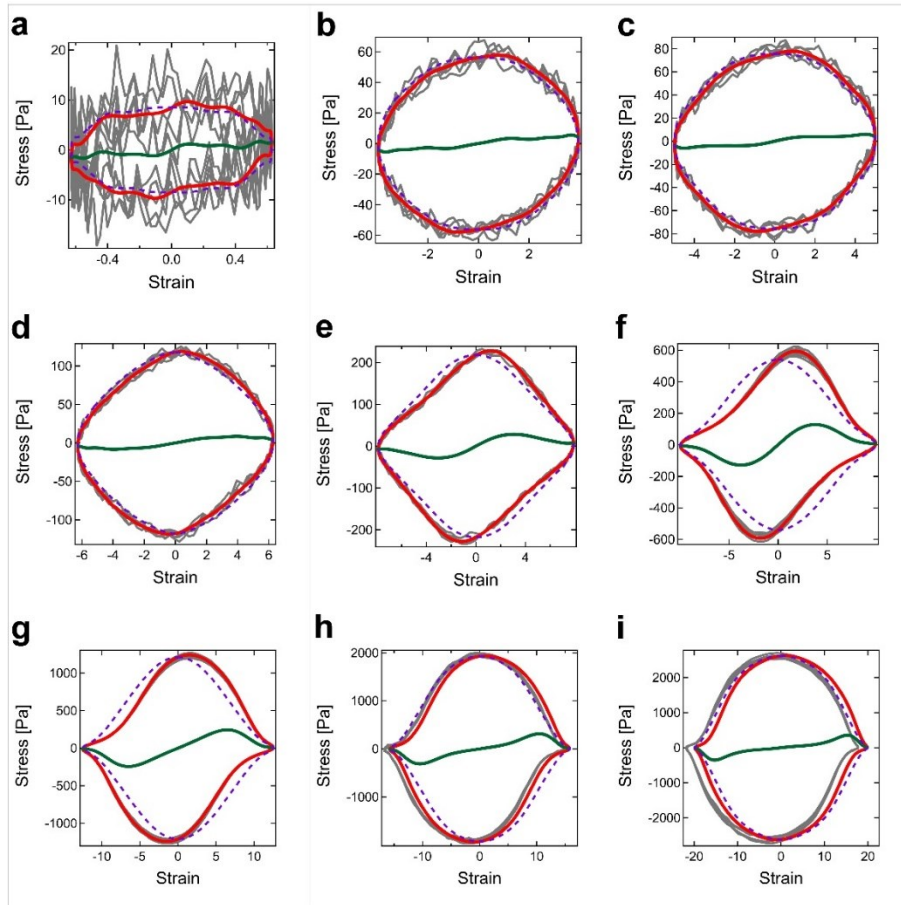 a
Stress [Pa]
20
10
0
-10
-0.4 0.0 0.4
Strain
b
Stress [Pa]
60
40
20
0
-20
-40
-60
-2 0 2
Strain
c
Stress [Pa]
80
60
40
20
0
-20
-40
-60
-80
-4 -2 0 2 4
Strain
d
Stress [Pa]
100
50
0
-50
-100
-6 -4 -2 0 2 4 6
Strain
e
Stress [Pa]
200
100
0
-100
-200
-4 0 4
Strain
f
Stress [Pa]
600
400
200
0
-200
-400
-600
-5 0 5
Strain
g
Stress [Pa]
1000
500
0
-500
-1000
-10 -5 0 5 10
Strain
h
Stress [Pa]
2000
1000
0
-1000
-10 0 10
Strain
i
Stress [Pa]
2000
1000
0
-1000
-2000
-20 -10 0 10 20
Strain